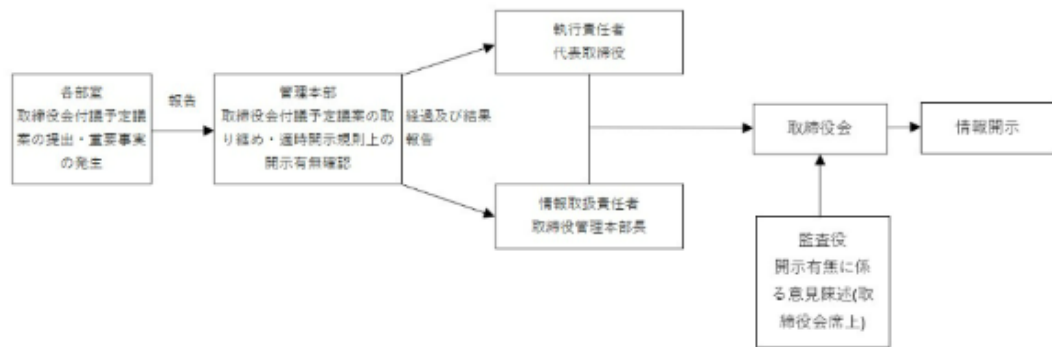 各部室
取締役会付議予定議
案の提出・重要事実
の発生
報告
管理本部
取締役会付議予定議案の取
り纏め・適時開示規則上の
開示有無確認
経過及び結果
報告
執行責任者
代表取締役
情報取扱責任者
取締役管理本部長
取締役会
情報開示
監査役
開示有無に係
る意見陳述(取
締役会席上)